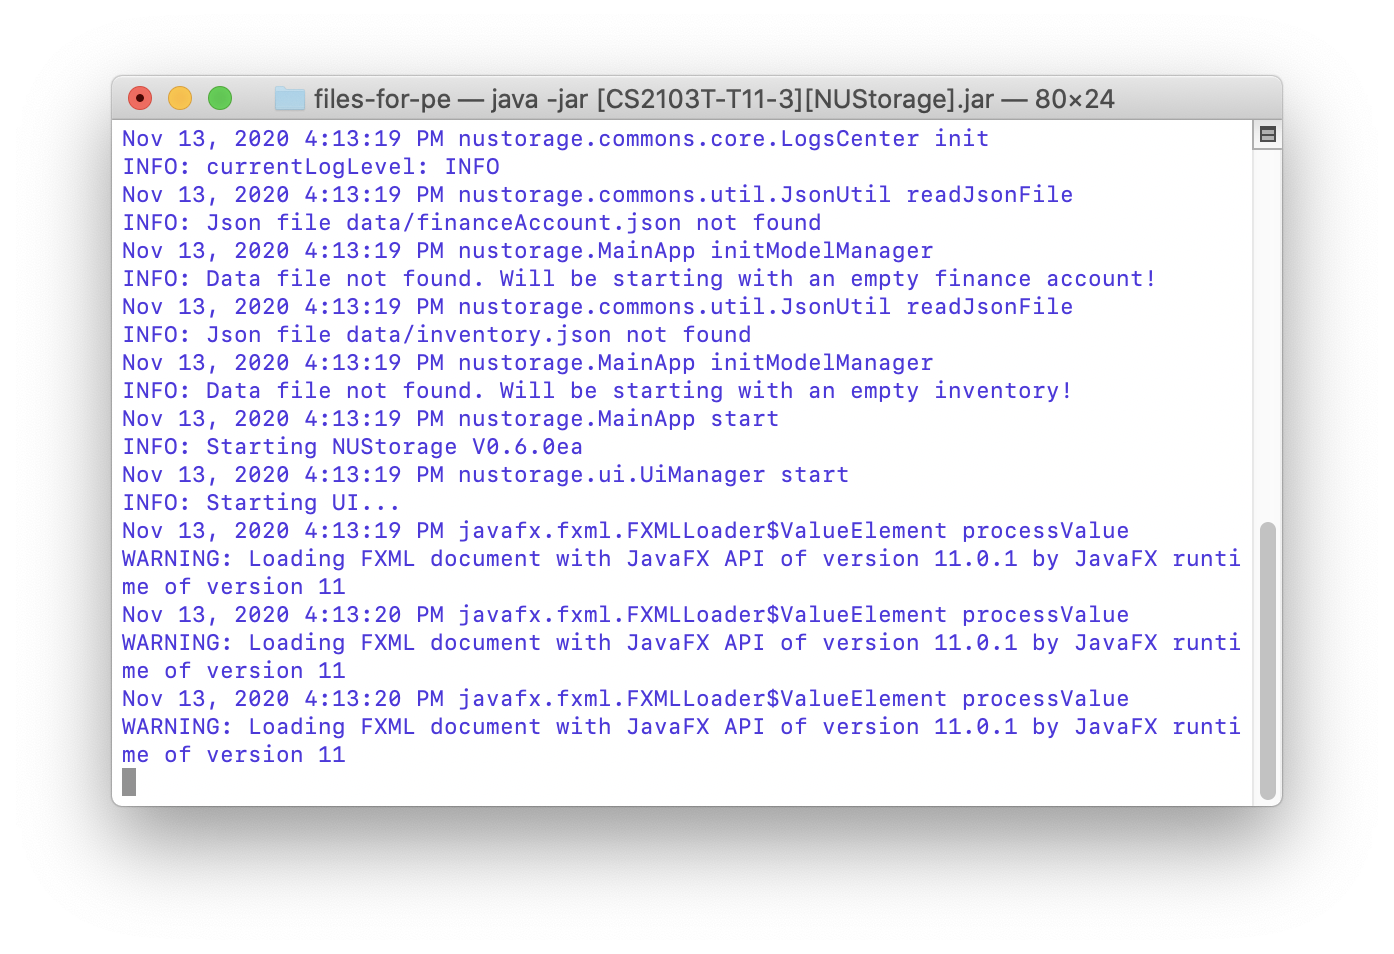 files-for-pe — java -jar [CS2103T-T11-3][NUStorage].jar — 80×24
Nov 13, 2020 4:13:19 PM nustorage.commons.core.LogsCenter init
INFO: currentLogLevel: INFO
Nov 13, 2020 4:13:19 PM nustorage.commons.util.JsonUtil readJsonFile
INFO: Json file data/financeAccount.json not found
Nov 13, 2020 4:13:19 PM nustorage.MainApp initModelManager
INFO: Data file not found. Will be starting with an empty finance account!
Nov 13, 2020 4:13:19 PM nustorage.commons.util.JsonUtil readJsonFile
INFO: Json file data/inventory.json not found
Nov 13, 2020 4:13:19 PM nustorage.MainApp initModelManager
INFO: Data file not found. Will be starting with an empty inventory!
Nov 13, 2020 4:13:19 PM nustorage.MainApp start
INFO: Starting NUStorage V0.6.0ea
Nov 13, 2020 4:13:19 PM nustorage.ui.UiManager start
INFO: Starting UI...
Nov 13, 2020 4:13:19 PM javafx.fxml.FXMLLoader$ValueElement processValue
WARNING: Loading FXML document with JavaFX API of version 11.0.1 by JavaFX runti
me of version 11
Nov 13, 2020 4:13:20 PM javafx.fxml.FXMLLoader$ValueElement processValue
WARNING: Loading FXML document with JavaFX API of version 11.0.1 by JavaFX runti
me of version 11
Nov 13, 2020 4:13:20 PM javafx.fxml.FXMLLoader$ValueElement processValue
WARNING: Loading FXML document with JavaFX API of version 11.0.1 by JavaFX runti
me of version 11